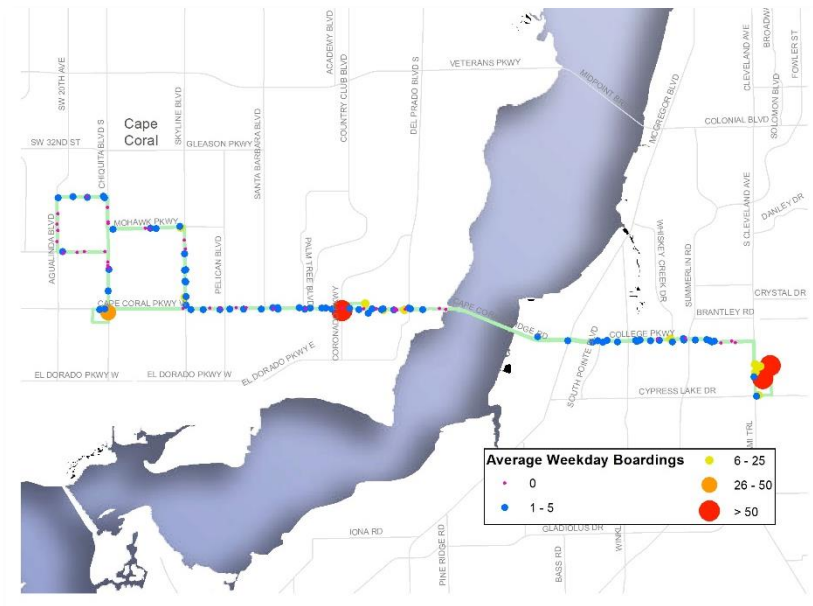 ACADEMY BLVD
COUNTRY CLUB BLVD
DEL PRADO BLVD S
VETERANS PKWY
MIDPOINT BR
MCGREGOR BLVD
CLEVELAND AVE
BROADWA
SOLOMON BLVD
FOWLER ST
SW 20TH AVE
Cape
Coral
SKYLINE BLVD
CHIQUITA BLVD S
SW 32ND ST
GLEASON PKWY
SANTA BARBARA BLVD
COLONIAL BLVD
AGUALINDA BLVD
MOHAWK PKWY
PELICAN BLVD
PALM TREE BLVD
CORONADO PKWY
WHISKEY CREEK DR
SUMMERLIN RD
S CLEVELAND AVE
DANLEY DR
CRYSTAL DR
BRANTLEY RD
CAPE CORAL PKWY W
CAPE CORAL BRIDGE RD
COLLEGE PKWY
SOUTH POINTE BLVD
EL DORADO PKWY W
EL DORADO PKWY W
EL DORADO PKWY E
CYPRESS LAKE DR
MI TRL
Average Weekday Boardings
0
1 - 5
6 - 25
26 - 50
> 50
IONA RD
PINE RIDGE RD
BASS RD
GLADIOLUS DR
WINKL